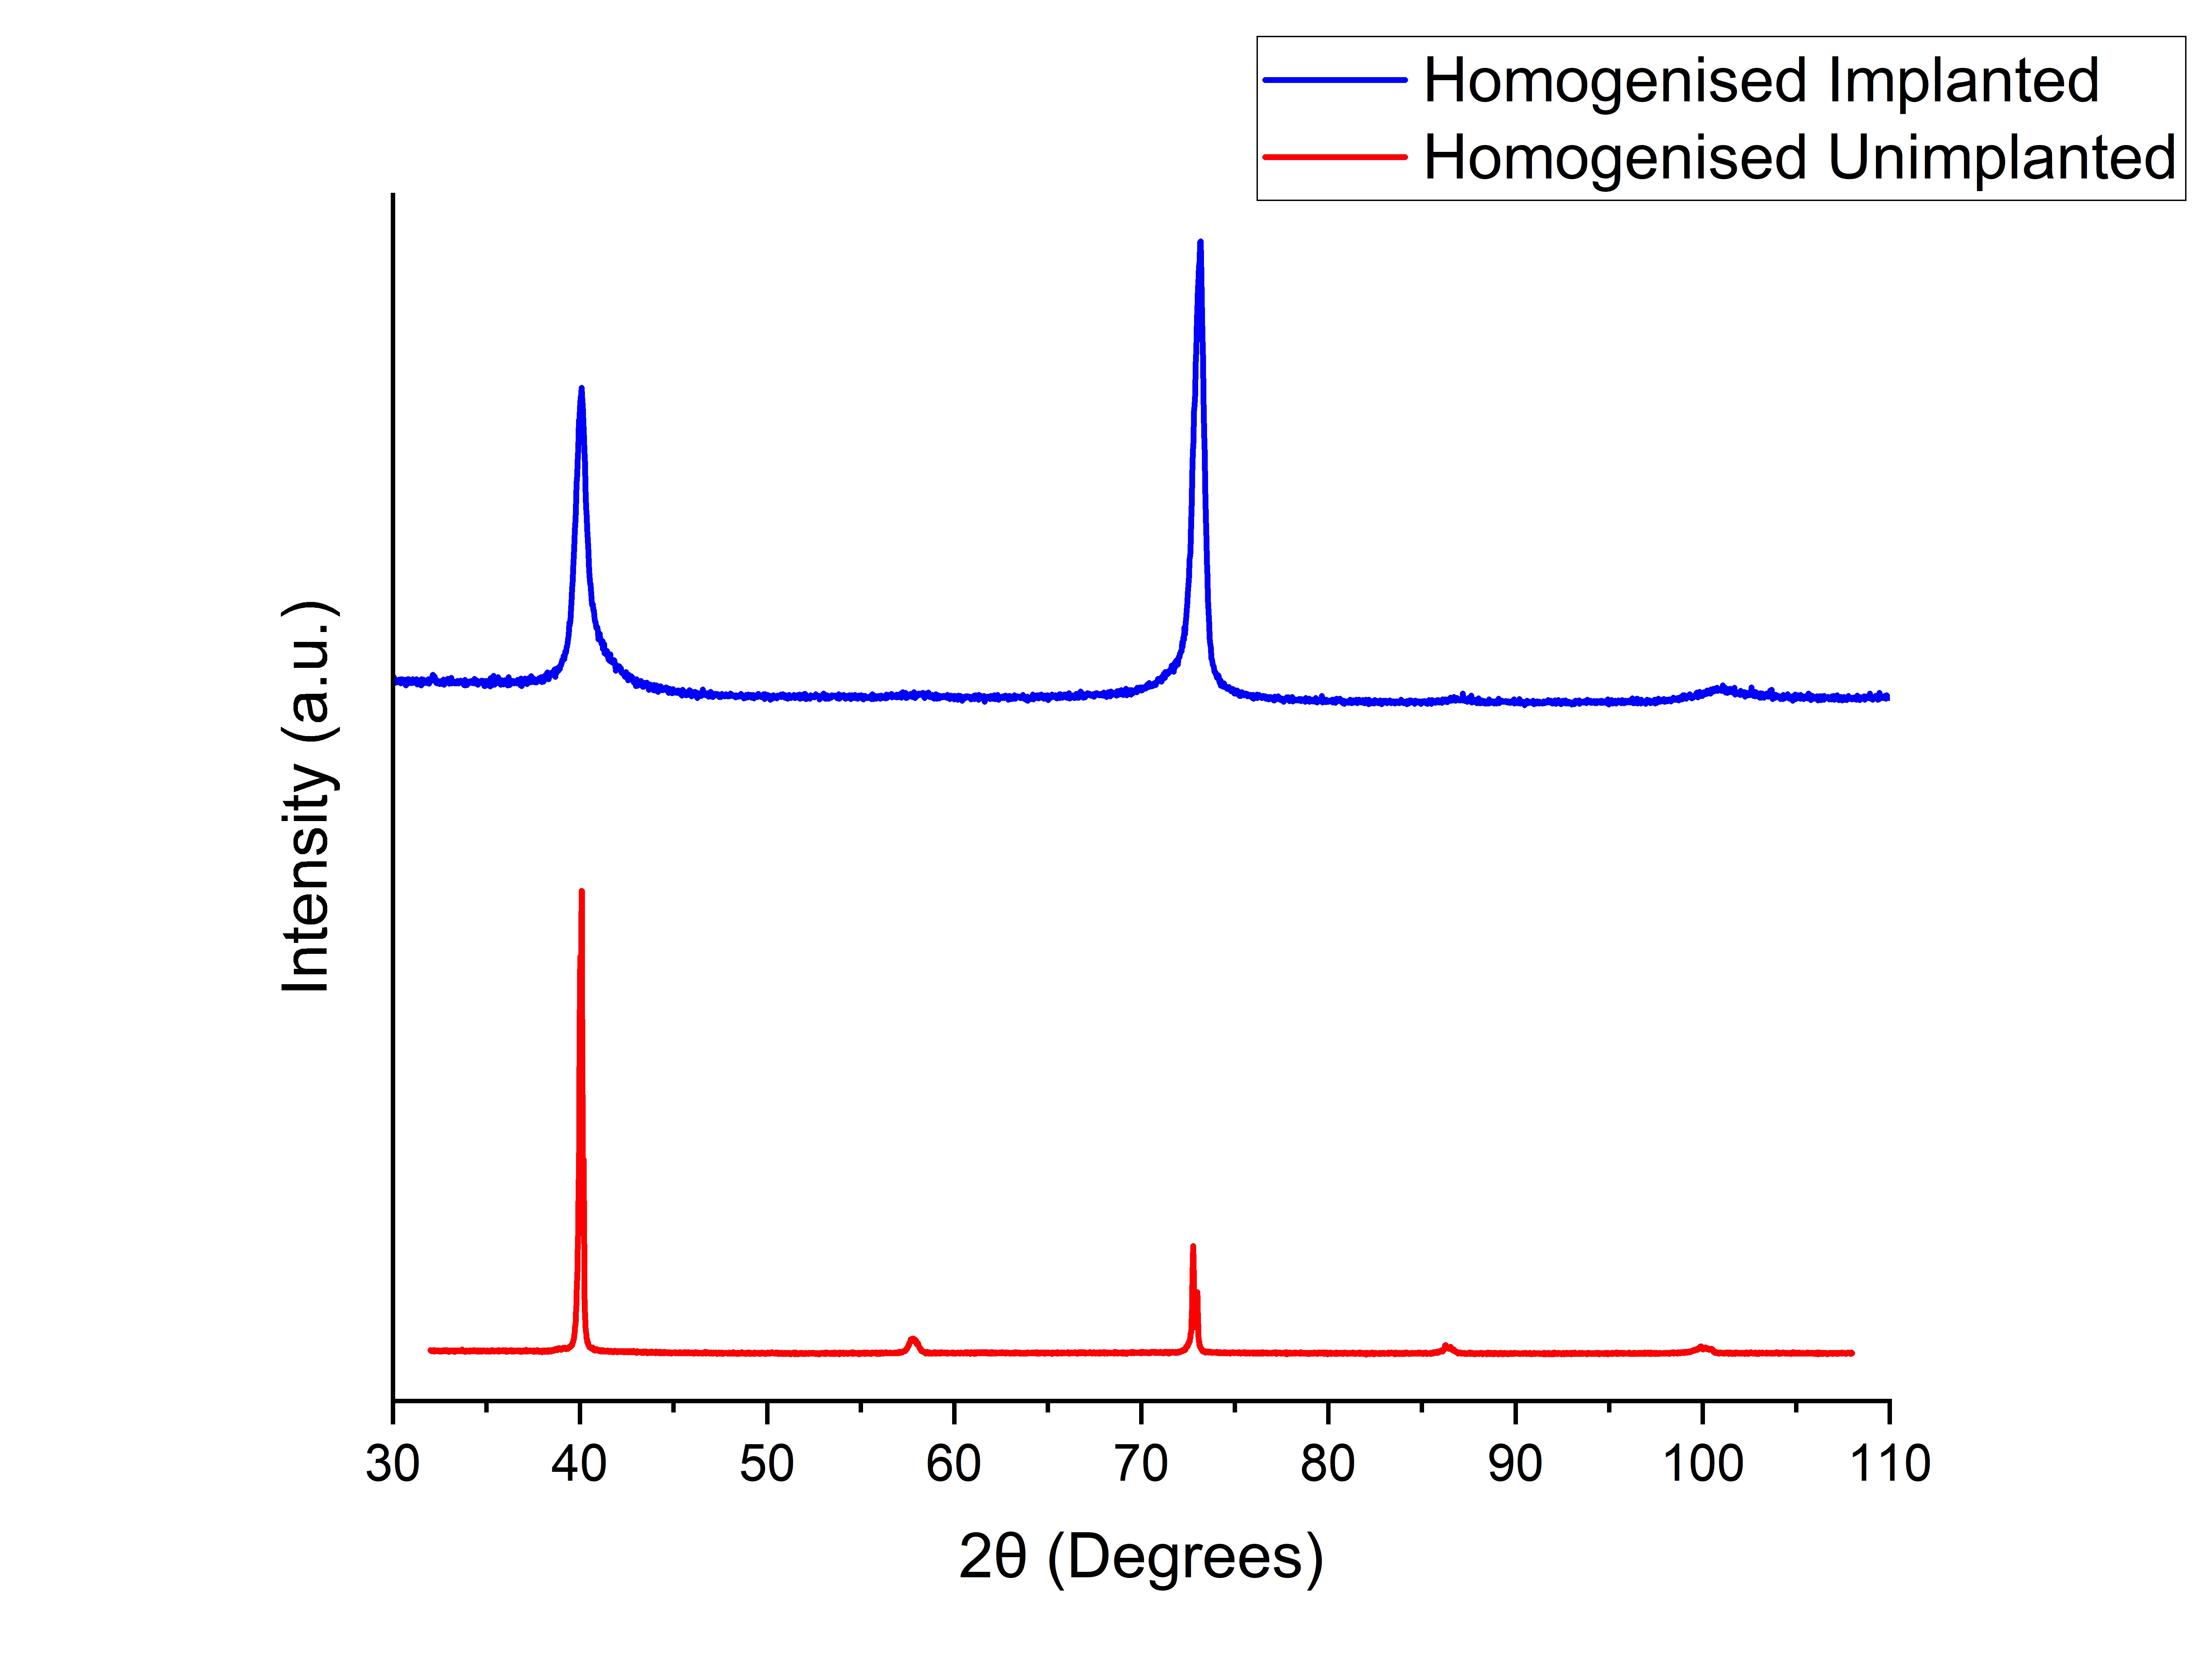 Homogenised Implanted
Homogenised Unimplanted
Intensity (a.u.)
30 40 50 60 70 80 90 100 110
2θ (Degrees)